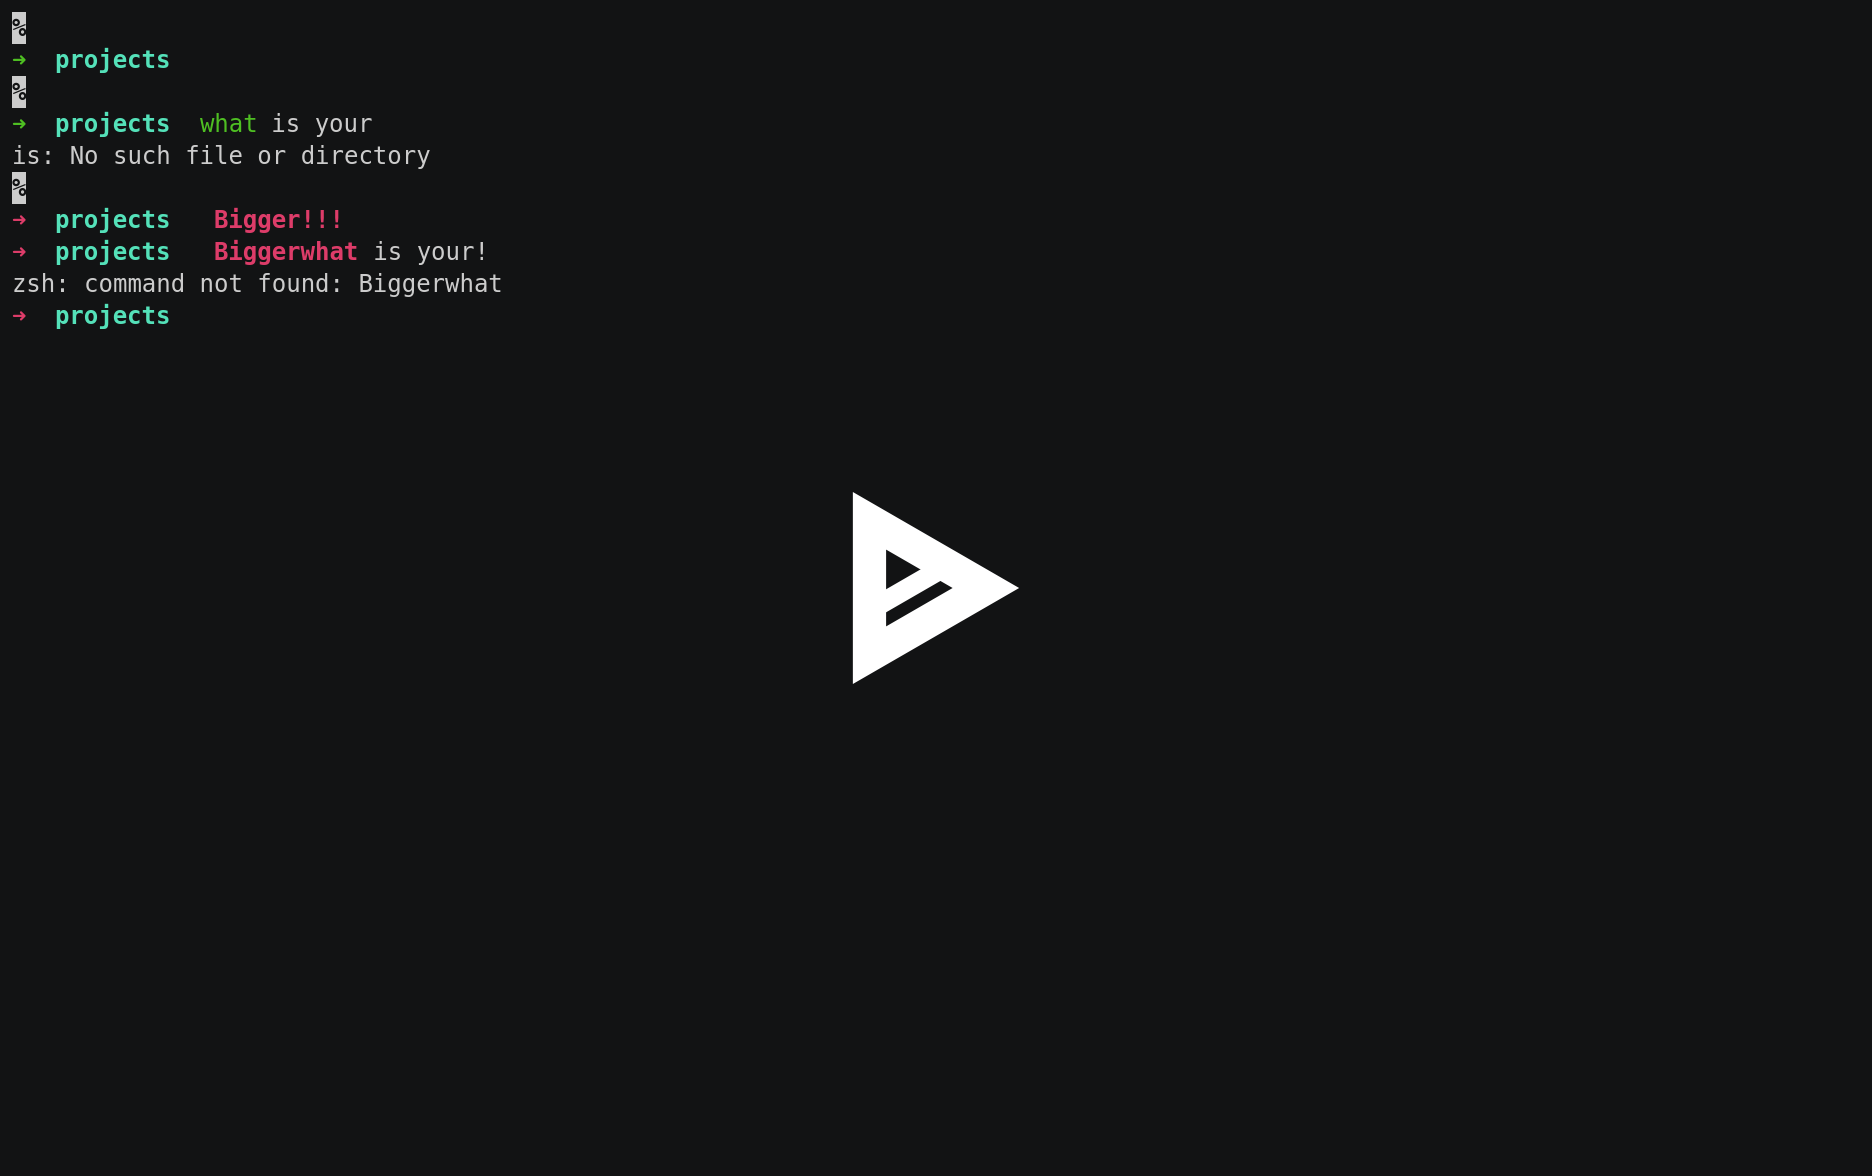 %
➜  projects
%
➜  projects  what is your
is: No such file or directory
%
➜  projects   Bigger!!!
➜  projects   Biggerwhat is your!
zsh: command not found: Biggerwhat
➜  projects